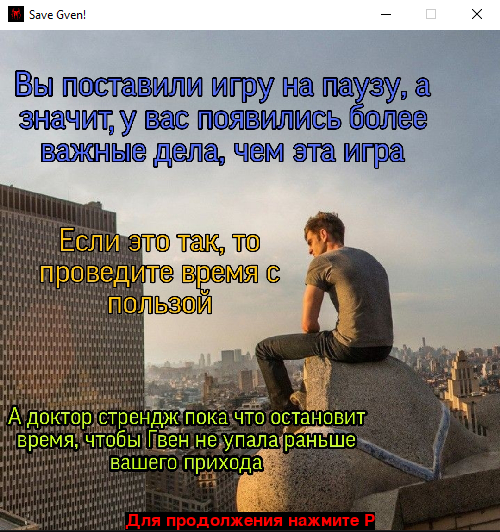 Save Gven!
Вы поставили игру на паузу, а
значит, у вас появились более
важные дела, чем эта игра
Если это так, то
проведите время с
пользой
А доктор стрендж пока что остановит
время, чтобы Гвен не упала раньше
вашего прихода
Для продолжения нажмите P